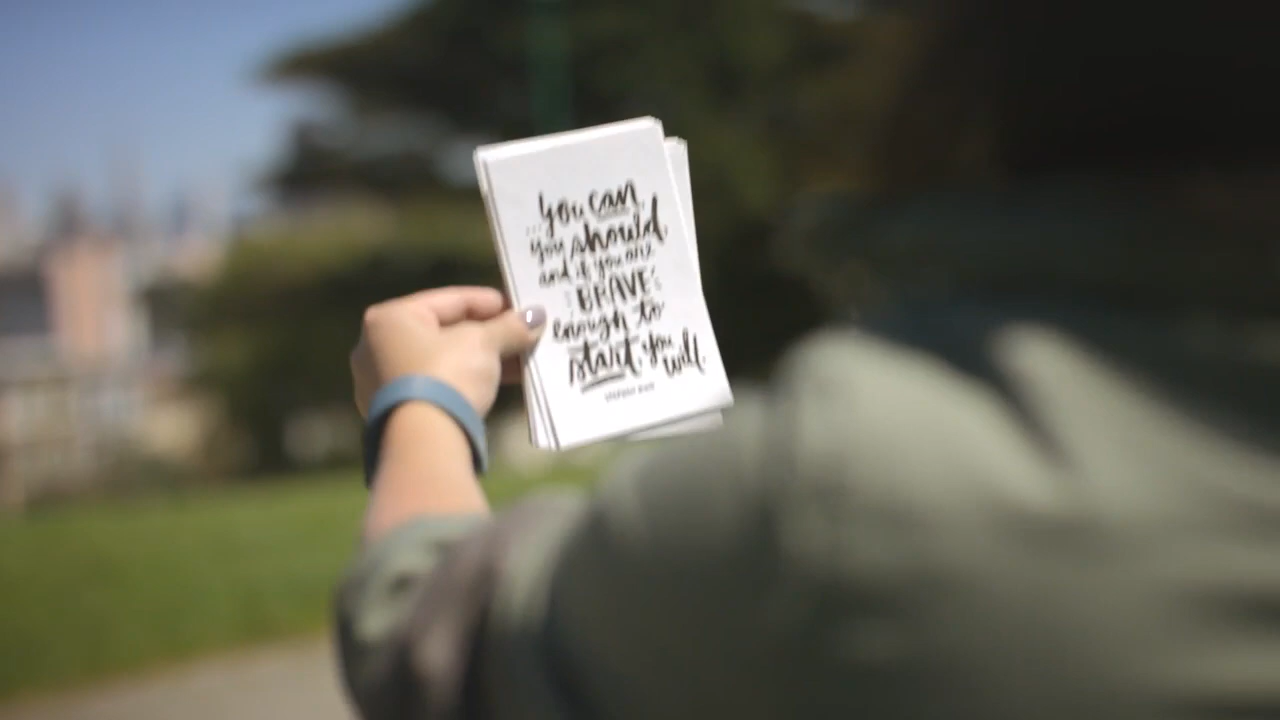 you can,
you should,
and if you are
BRAVE
enough to
start, you
will.